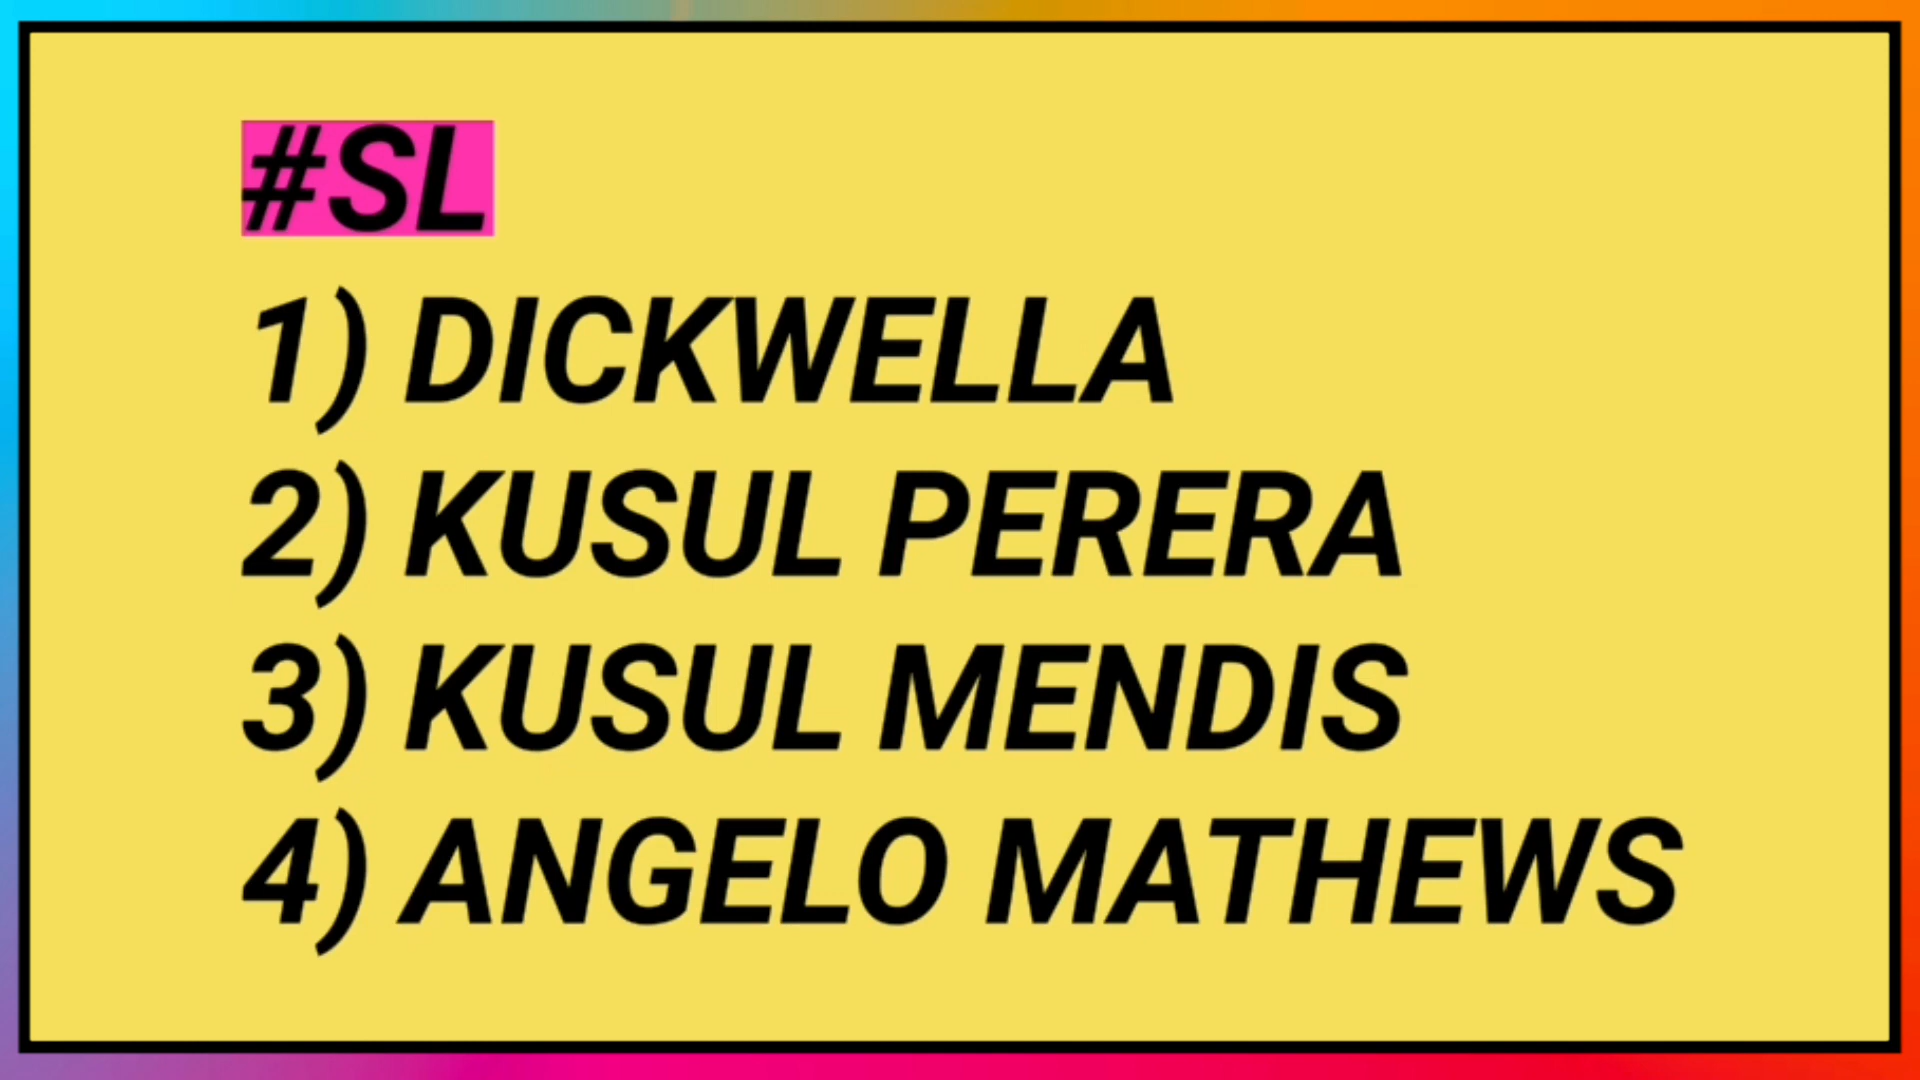 #SL
1) DICKWELLA
2) KUSUL PERERA
3) KUSUL MENDIS
4) ANGELO MATHEWS